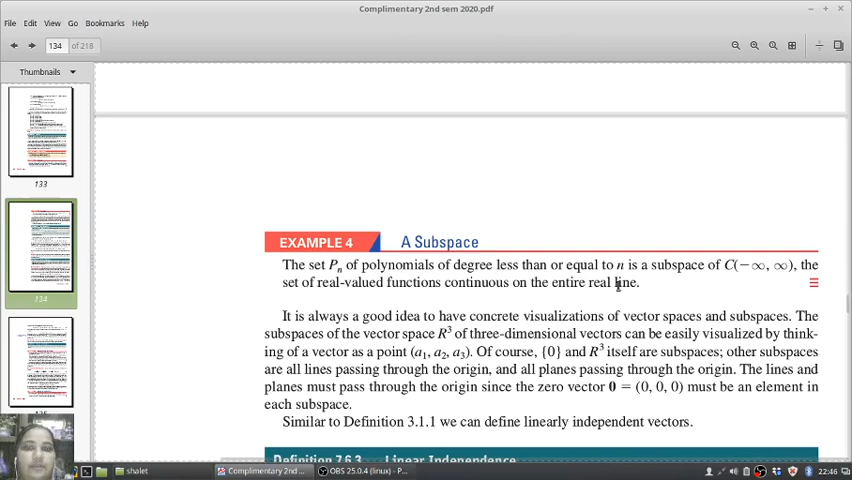 Complimentary 2nd sem 2020.pdf
File Edit View Go Bookmarks Help
134 of 218
Thumbnails
133
134
EXAMPLE 4 A Subspace
The set Pn of polynomials of degree less than or equal to n is a subspace of C(−∞, ∞), the
set of real-valued functions continuous on the entire real line.
It is always a good idea to have concrete visualizations of vector spaces and subspaces. The
subspaces of the vector space R³ of three-dimensional vectors can be easily visualized by think-
ing of a vector as a point (a₁, a₂, a₃). Of course, {0} and R³ itself are subspaces; other subspaces
are all lines passing through the origin, and all planes passing through the origin. The lines and
planes must pass through the origin since the zero vector 0 = (0, 0, 0) must be an element in
each subspace.
Similar to Definition 3.1.1 we can define linearly independent vectors.
Definition 7.6.3 Linear Independence
shalet
Complimentary 2nd ...
OBS 25.0.4 (linux) - P...
22:46